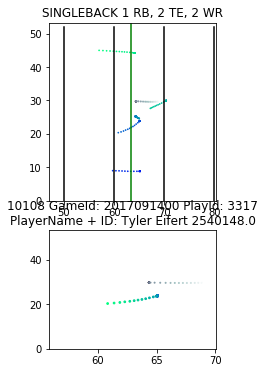 SINGLEBACK 1 RB, 2 TE, 2 WR
50
40
30
20
10
0
50 60 70 80
10108 GameId: 2017091400 PlayId: 3317
PlayerName + ID: Tyler Eifert 2540148.0
40
20
0
60 65 70